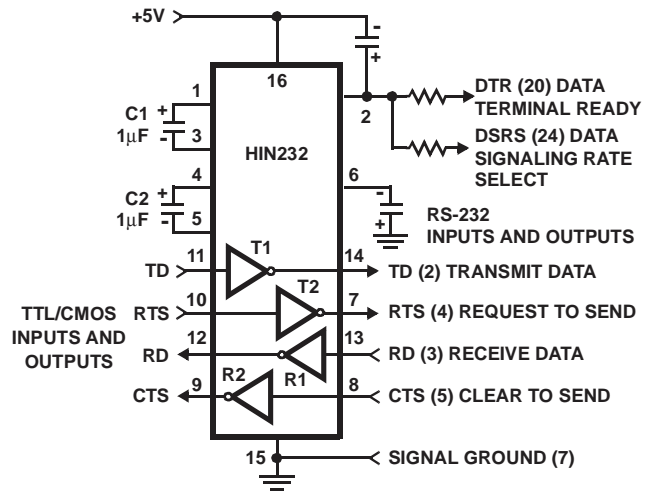 +5V
-
+
16
1
C1 +
1µF -
3
HIN232
2
DTR (20) DATA
TERMINAL READY
DSRS (24) DATA
SIGNALING RATE
SELECT
4
C2 +
1µF -
5
6
-
+
RS-232
INPUTS AND OUTPUTS
TD 11 T1 14 TD (2) TRANSMIT DATA
TTL/CMOS
INPUTS AND
OUTPUTS
RTS 10 T2 7 RTS (4) REQUEST TO SEND
RD 12 R1 13 RD (3) RECEIVE DATA
CTS 9 R2 8 CTS (5) CLEAR TO SEND
15 SIGNAL GROUND (7)